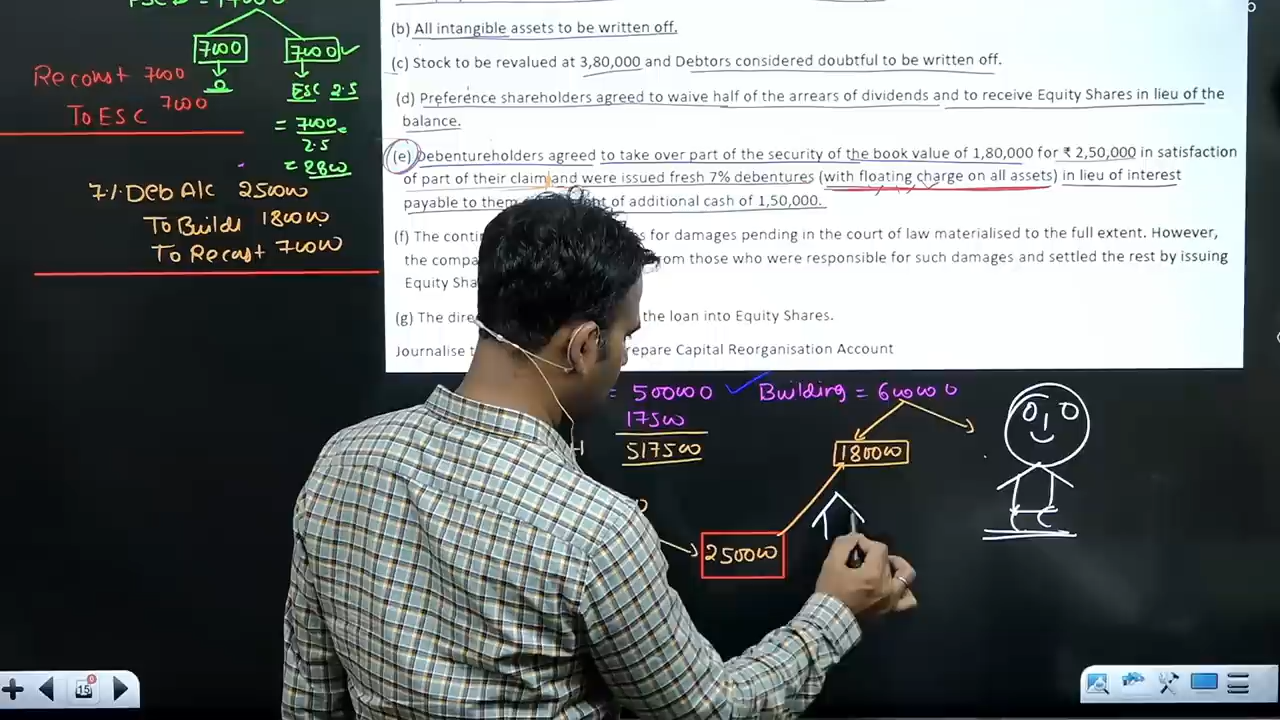 (b) All intangible assets to be written off.
(c) Stock to be revalued at 3,80,000 and Debtors considered doubtful to be written off.
(d) Preference shareholders agreed to waive half of the arrears of dividends and to receive Equity Shares in lieu of the
balance.
(e) Debentureholders agreed to take over part of the security of the book value of 1,80,000 for ₹ 2,50,000 in satisfaction
of part of their claim and were issued fresh 7% debentures (with floating charge on all assets) in lieu of interest
payable to them of additional cash of 1,50,000.
(f) The for damages pending in the court of law materialised to the full extent. However,
the from those who were responsible for such damages and settled the rest by issuing
Equity
(g) The the loan into Equity Shares.
Journalise repare Capital Reorganisation Account
7000
7000
0
ESC 2.5
= 7000
2.5
= 2800
Reconst 7000
To ESC 7000
7% Deb A/c 250000
To Build 180000
To Reconst 70000
= 500000
17500
517500
Building = 600000
180000
250000
15